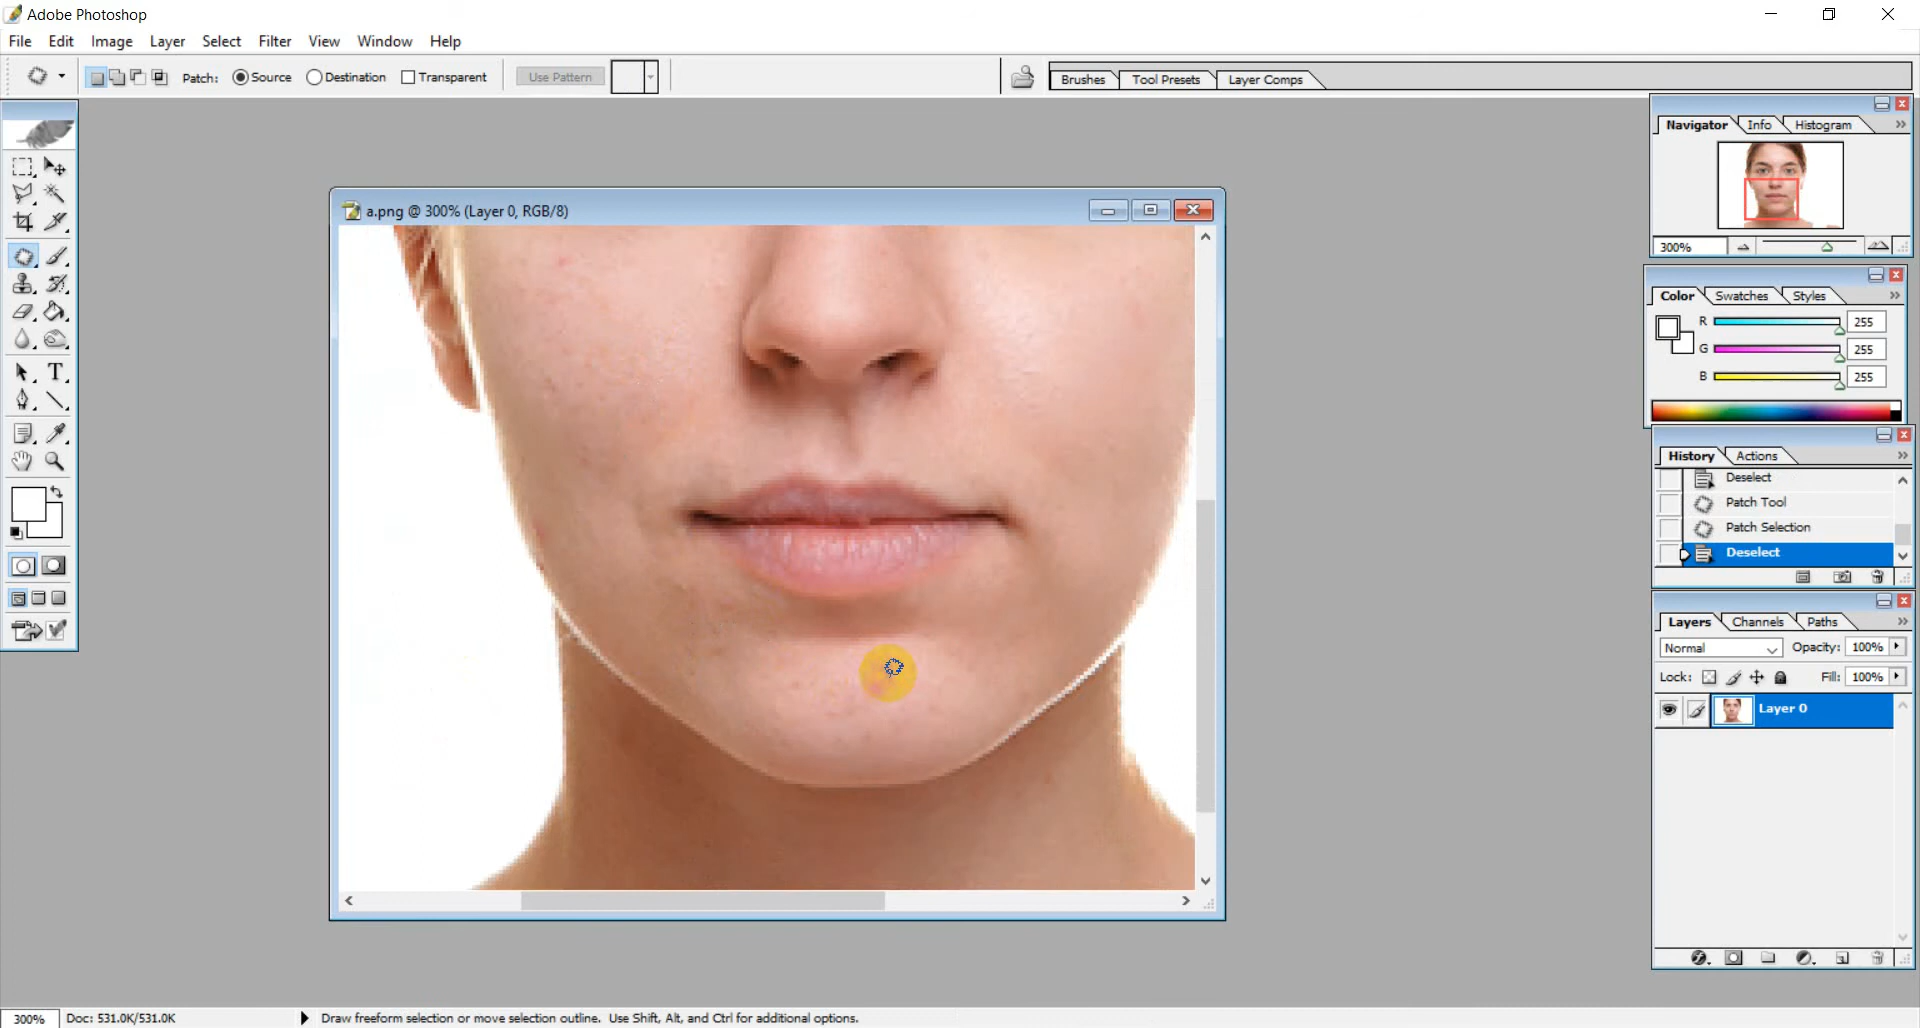 Adobe Photoshop
File Edit Image Layer Select Filter View Window Help
Patch: Source Destination Transparent Use Pattern Brushes Tool Presets Layer Comps
Navigator Info Histogram
300%
a.png @ 300% (Layer 0, RGB/8)
Color Swatches Styles
R 255
G 255
B 255
History Actions
Deselect
Patch Tool
Patch Selection
Deselect
Layers Channels Paths
Normal Opacity: 100%
Lock: Fill: 100%
Layer 0
300% Doc: 531.0K/531.0K Draw freeform selection or move selection outline. Use Shift, Alt, and Ctrl for additional options.